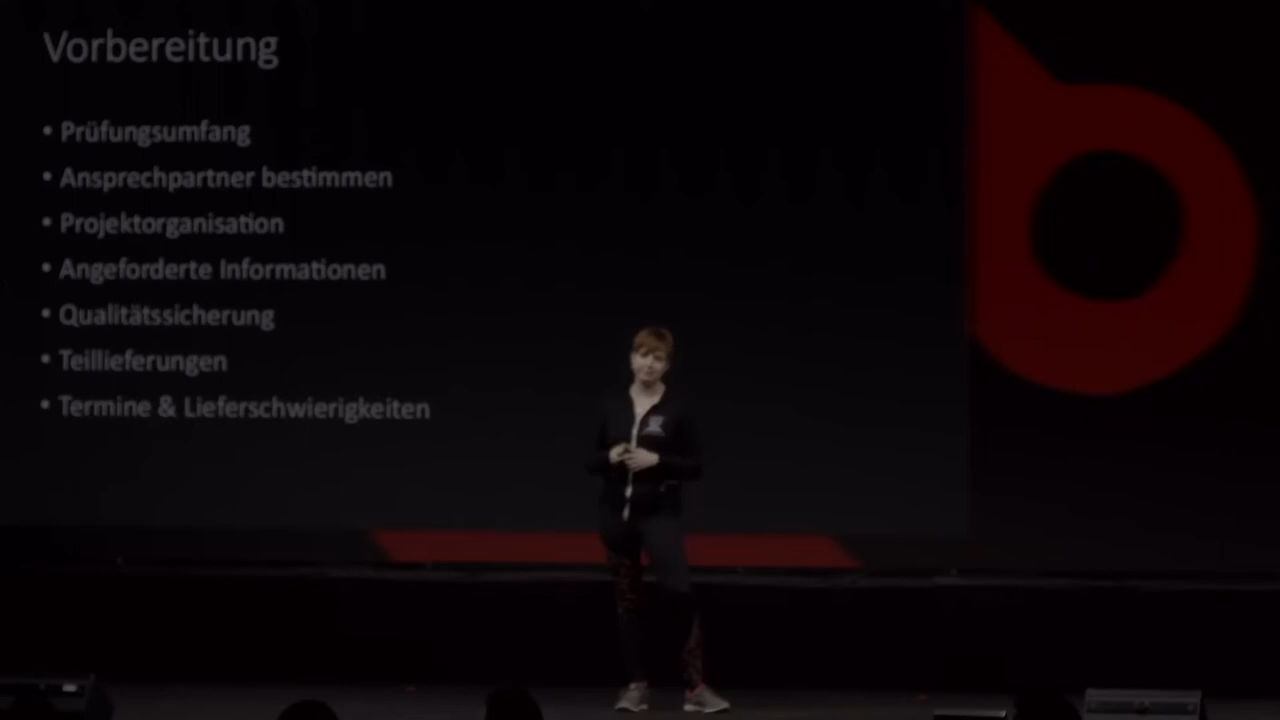 Vorbereitung
• Prüfungsumfang
• Ansprechpartner bestimmen
• Projektorganisation
• Angeforderte Informationen
• Qualitätssicherung
• Teillieferungen
• Termine & Lieferschwierigkeiten